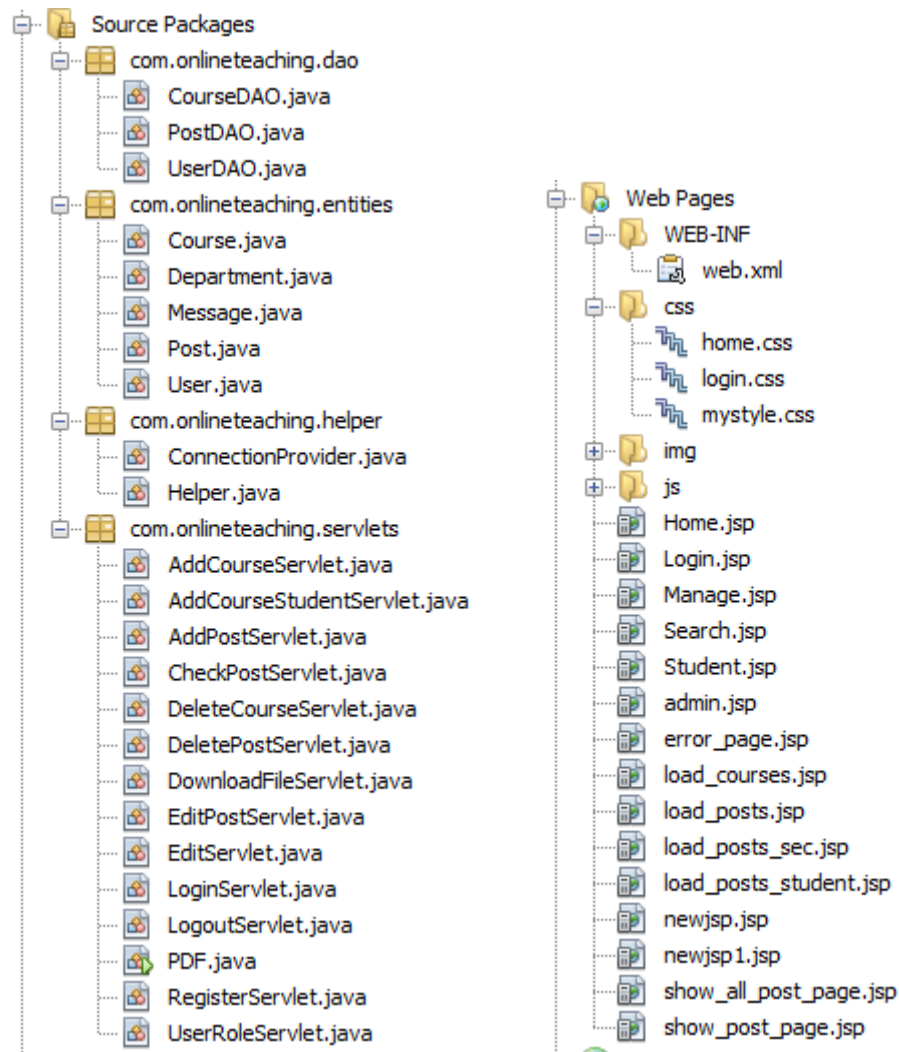 Source Packages
com.onlineteaching.dao
CourseDAO.java
PostDAO.java
UserDAO.java
com.onlineteaching.entities
Course.java
Department.java
Message.java
Post.java
User.java
com.onlineteaching.helper
ConnectionProvider.java
Helper.java
com.onlineteaching.servlets
AddCourseServlet.java
AddCourseStudentServlet.java
AddPostServlet.java
CheckPostServlet.java
DeleteCourseServlet.java
DeletePostServlet.java
DownloadFileServlet.java
EditPostServlet.java
EditServlet.java
LoginServlet.java
LogoutServlet.java
PDF.java
RegisterServlet.java
UserRoleServlet.java
Web Pages
WEB-INF
web.xml
css
home.css
login.css
mystyle.css
img
js
Home.jsp
Login.jsp
Manage.jsp
Search.jsp
Student.jsp
admin.jsp
error_page.jsp
load_courses.jsp
load_posts.jsp
load_posts_sec.jsp
load_posts_student.jsp
newjsp.jsp
newjsp1.jsp
show_all_post_page.jsp
show_post_page.jsp